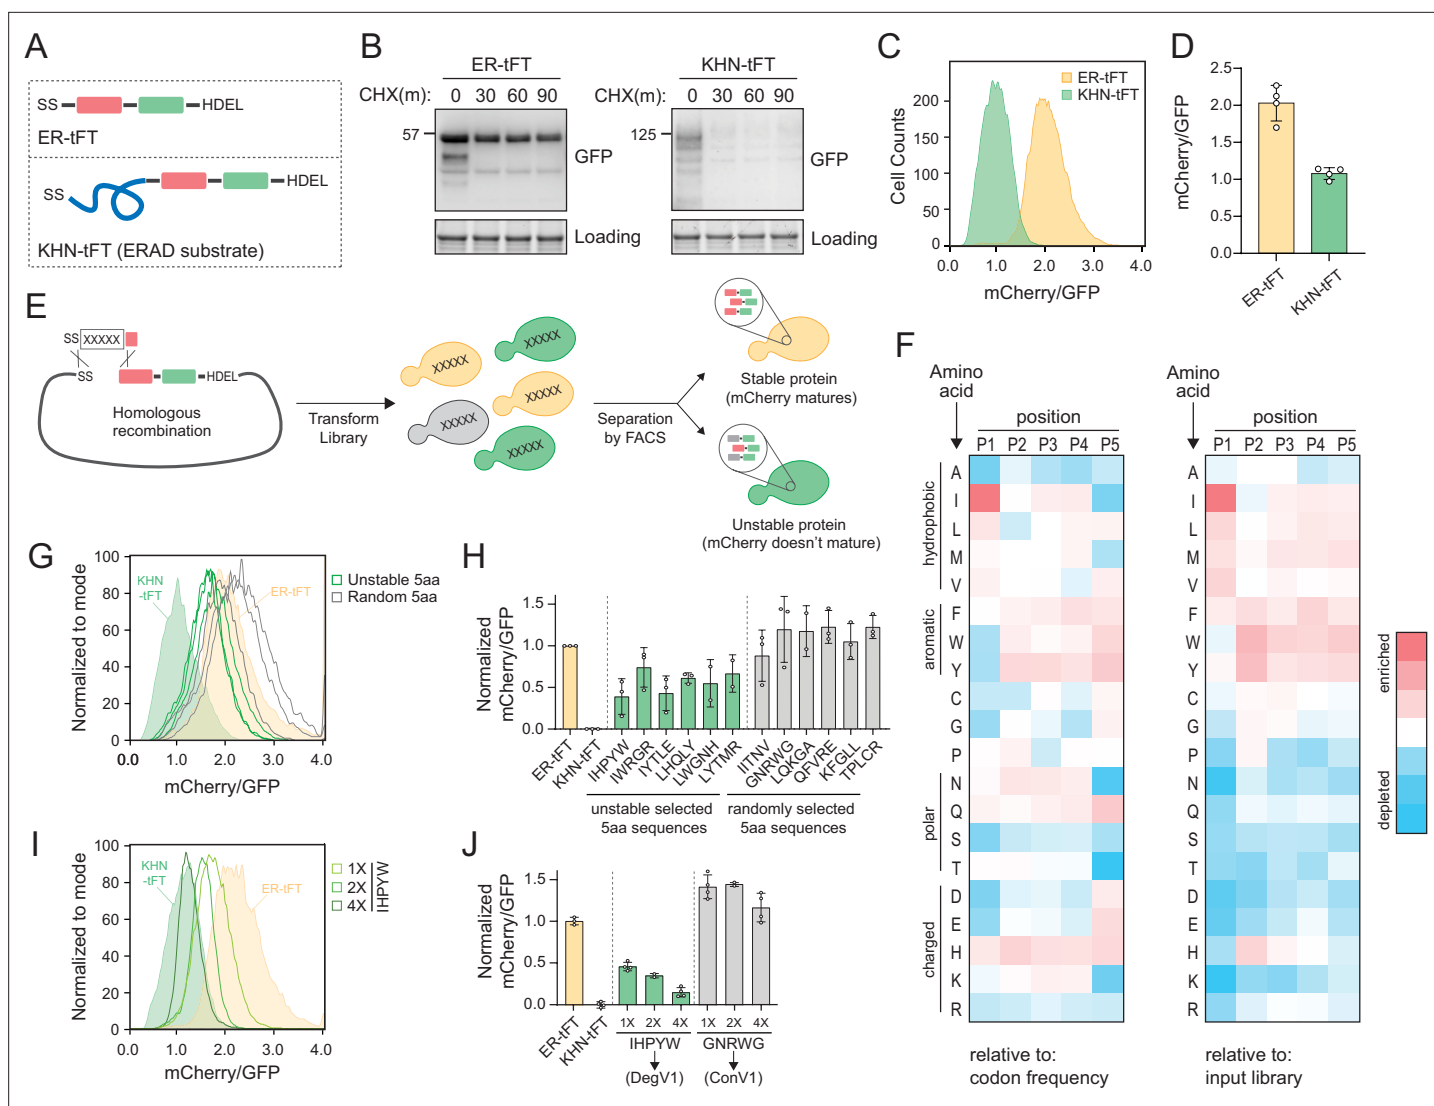 A
SS
HDEL
ER-tFT
SS
HDEL
KHN-tFT (ERAD substrate)
B
ER-tFT
KHN-tFT
CHX(m): 0 30 60 90
CHX(m): 0 30 60 90
57
GFP
125
GFP
Loading
Loading
C
ER-tFT
KHN-tFT
Cell Counts
200
150
100
50
0
0.0 1.0 2.0 3.0 4.0
mCherry/GFP
D
mCherry/GFP
2.5
2.0
1.5
1.0
2.0
0.0
ER-tFT
KHN-tFT
E
SS XXXXX
SS
HDEL
Homologous
recombination
Transform
Library
XXXXX
XXXXX
XXXXX
XXXXX
XXXXX
Separation
by FACS
Stable protein
(mCherry matures)
Unstable protein
(mCherry doesn't mature)
F
Amino
acid
position
P1 P2 P3 P4 P5
hydrophobic
aromatic
polar
charged
A
I
L
M
V
F
W
Y
C
G
P
N
Q
S
T
D
E
H
K
R
relative to:
codon frequency
Amino
acid
position
P1 P2 P3 P4 P5
A
I
L
M
V
F
W
Y
C
G
P
N
Q
S
T
D
E
H
K
R
relative to:
input library
enriched
depleted
G
Normalized to mode
100
80
60
40
20
0
KHN
-tFT
Unstable 5aa
Random 5aa
ER-tFT
0.0 1.0 2.0 3.0 4.0
mCherry/GFP
H
Normalized
mCherry/GFP
1.5
1.0
0.5
0.0
ER-tFT
KHN-tFT
IHPYW
IWRGR
IYTLE
LHQLY
LWGNH
LYTMR
IITNV
GNRWG
LQKGA
QFVRE
KFGLL
TPLCR
unstable selected
5aa sequences
randomly selected
5aa sequences
I
Normalized to mode
100
80
60
40
20
0
KHN
-tFT
ER-tFT
1X
2X
4X
IHPYW
0.0 1.0 2.0 3.0 4.0
mCherry/GFP
J
Normalized
mCherry/GFP
1.5
1.0
0.5
0.0
ER-tFT
KHN-tFT
1X 2X 4X
IHPYW
(DegV1)
1X 2X 4X
GNRWG
(ConV1)